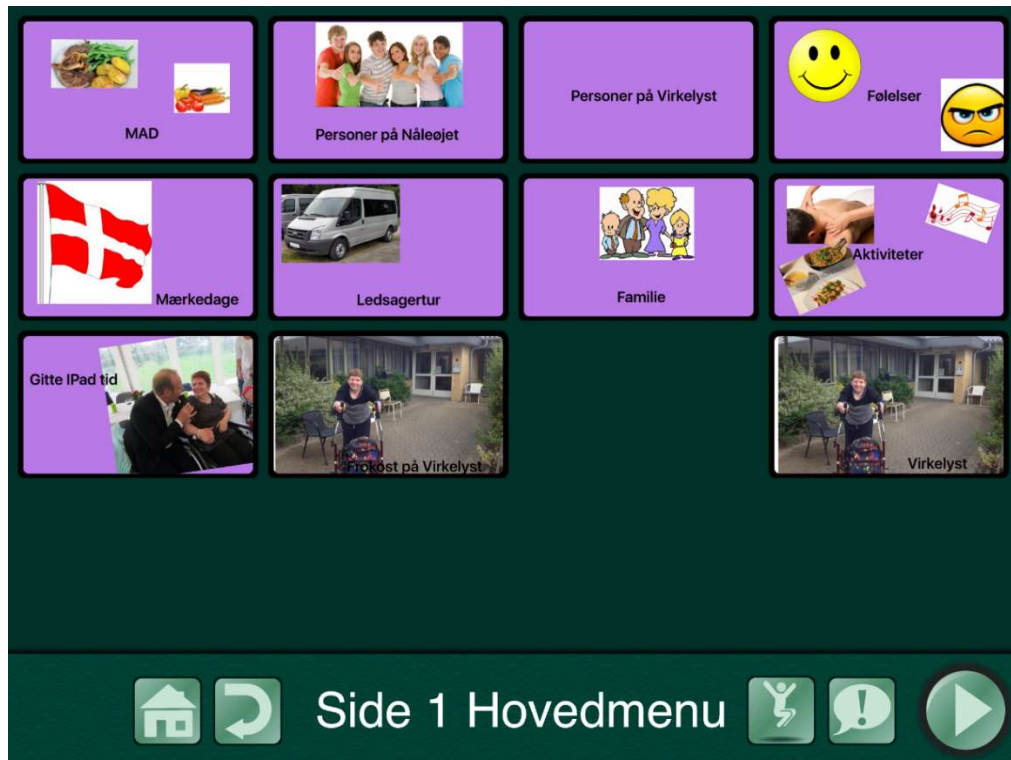 MAD
Personer på Nåleøjet
Personer på Virkelyst
Følelser
Mærkedage
Ledsagertur
Familie
Aktiviteter
Gitte IPad tid
Frokost på Virkelyst
Virkelyst
Side 1 Hovedmenu